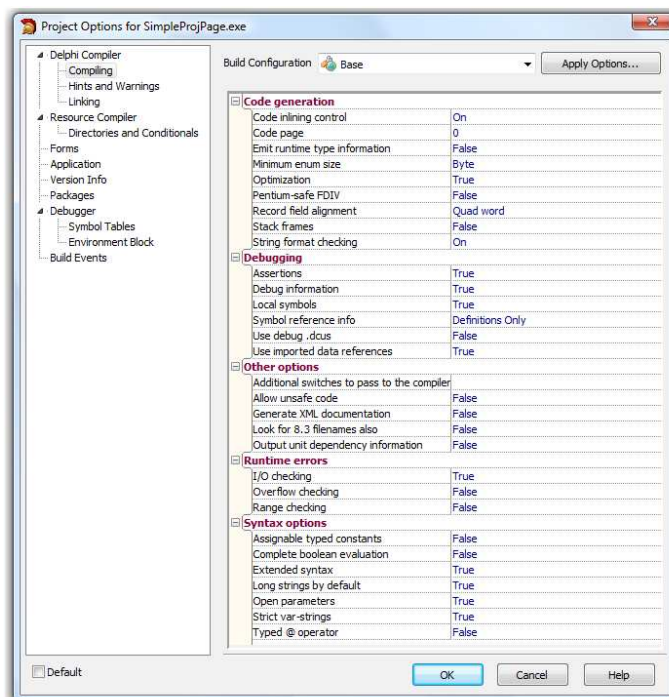 Project Options for SimpleProjPage.exe
Delphi Compiler
Compiling
Hints and Warnings
Linking
Resource Compiler
Directories and Conditionals
Forms
Application
Version Info
Packages
Debugger
Symbol Tables
Environment Block
Build Events
Build Configuration Base Apply Options...
Code generation
Code inlining control On
Code page 0
Emit runtime type information False
Minimum enum size Byte
Optimization True
Pentium-safe FDIV False
Record field alignment Quad word
Stack frames False
String format checking On
Debugging
Assertions True
Debug information True
Local symbols True
Symbol reference info Definitions Only
Use debug .dcus False
Use imported data references True
Other options
Additional switches to pass to the compiler
Allow unsafe code False
Generate XML documentation False
Look for 8.3 filenames also False
Output unit dependency information False
Runtime errors
I/O checking True
Overflow checking False
Range checking False
Syntax options
Assignable typed constants False
Complete boolean evaluation False
Extended syntax True
Long strings by default True
Open parameters True
Strict var-strings True
Typed @ operator False
Default OK Cancel Help